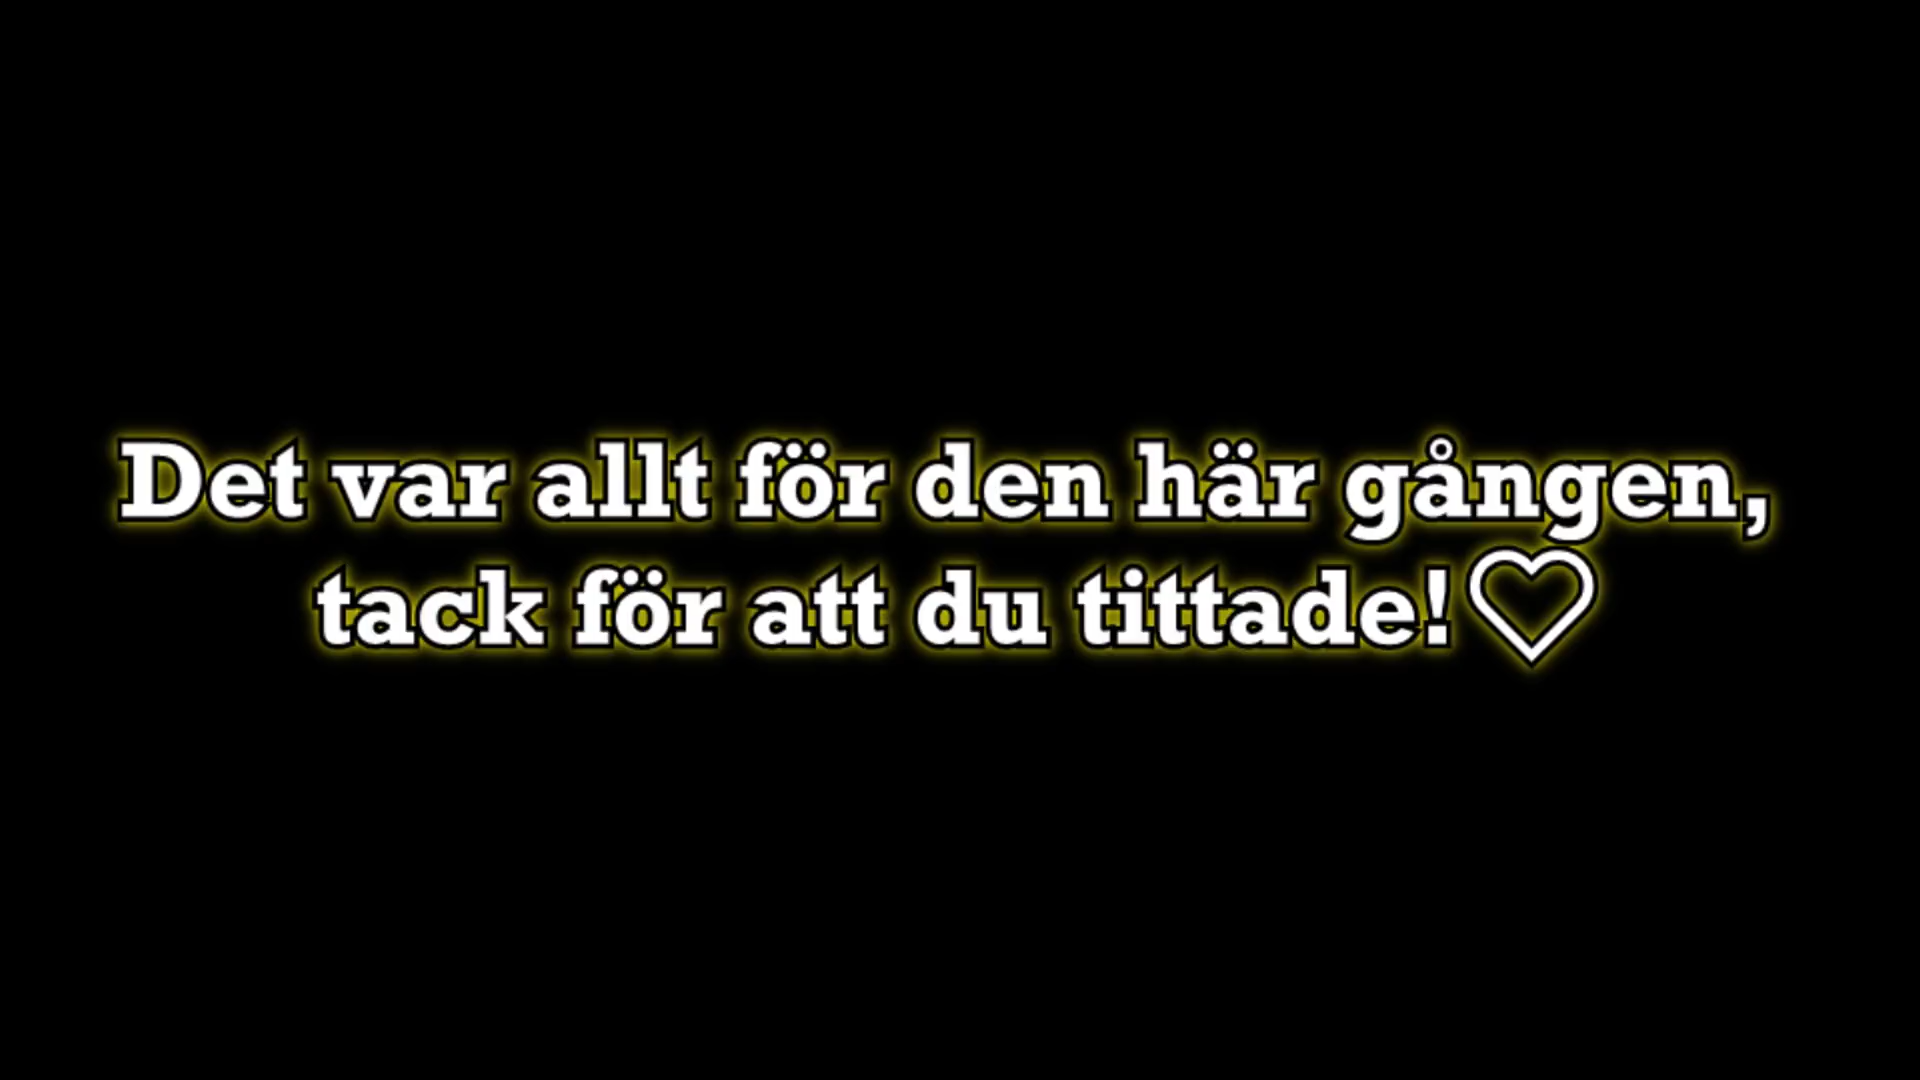 Det var allt för den här gången,
tack för att du tittade!♡